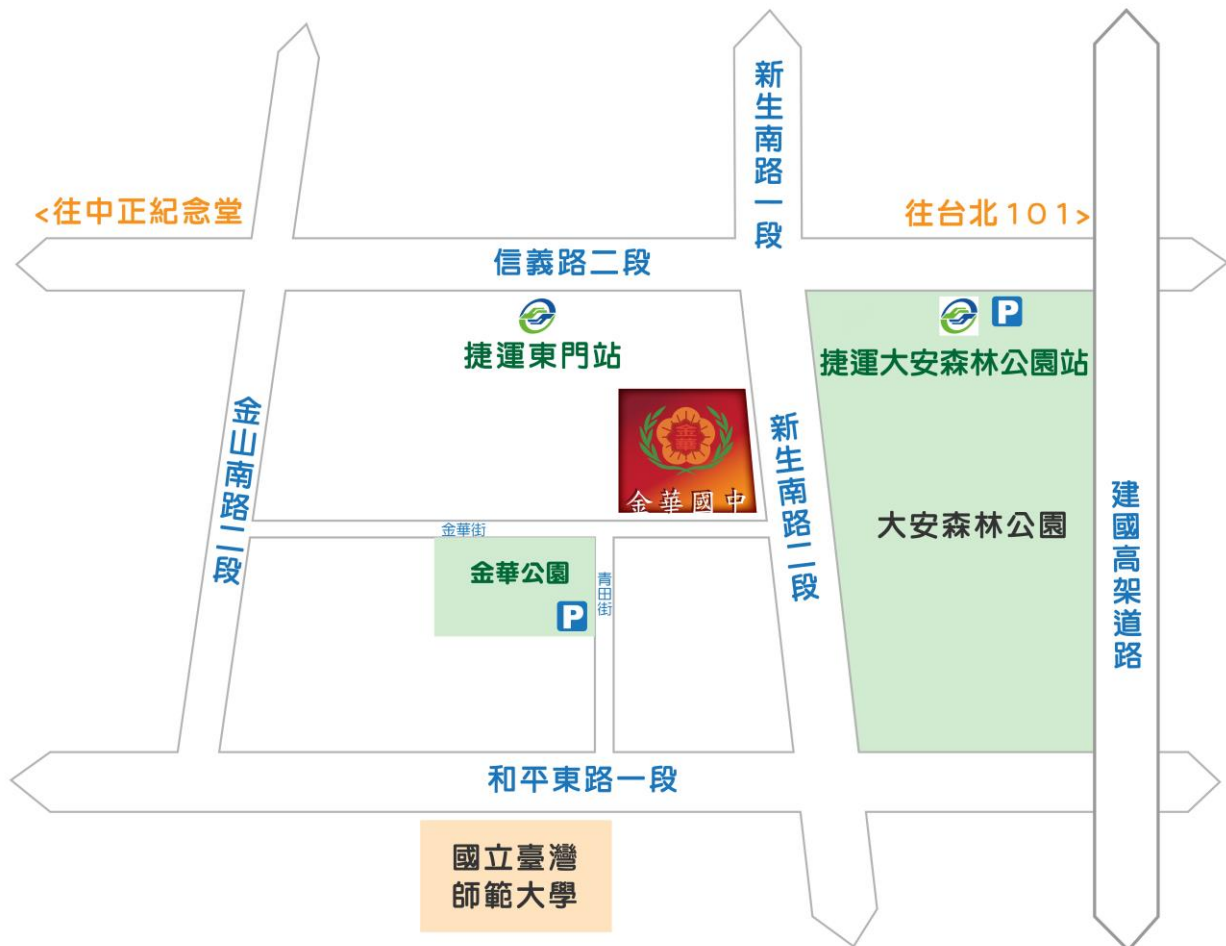 新生南路一段
<往中正紀念堂
往台北101>
信義路二段
捷運東門站
P
捷運大安森林公園站
金山南路二段
金華
金華國中
新生南路二段
建國高架道路
大安森林公園
金華街
金華公園
P
青田街
和平東路一段
國立臺灣
師範大學